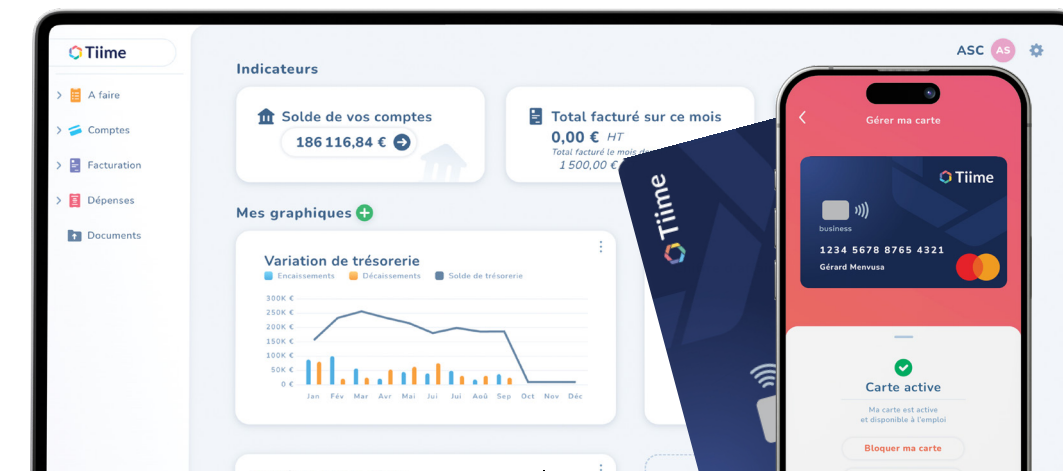 Tiime
A faire
Comptes
Facturation
Dépenses
Documents
ASC AS
Indicateurs
Solde de vos comptes
186 116,84 €
Total facturé sur ce mois
0,00 € HT
Total facturé le mois
1 500,00 €
Mes graphiques
Variation de trésorerie
Encaissements Décaissements Solde de trésorerie
300K €
250K €
200K €
150K €
100K €
50K €
0 €
Jan Fév Mar Avr Mai Jui Jui Aoû Sep Oct Nov Déc
Tiime
Gérer ma carte
Tiime
business
1234 5678 8765 4321
Gérard Menvusa
Carte active
Ma carte est active
et disponible à l'emploi
Bloquer ma carte